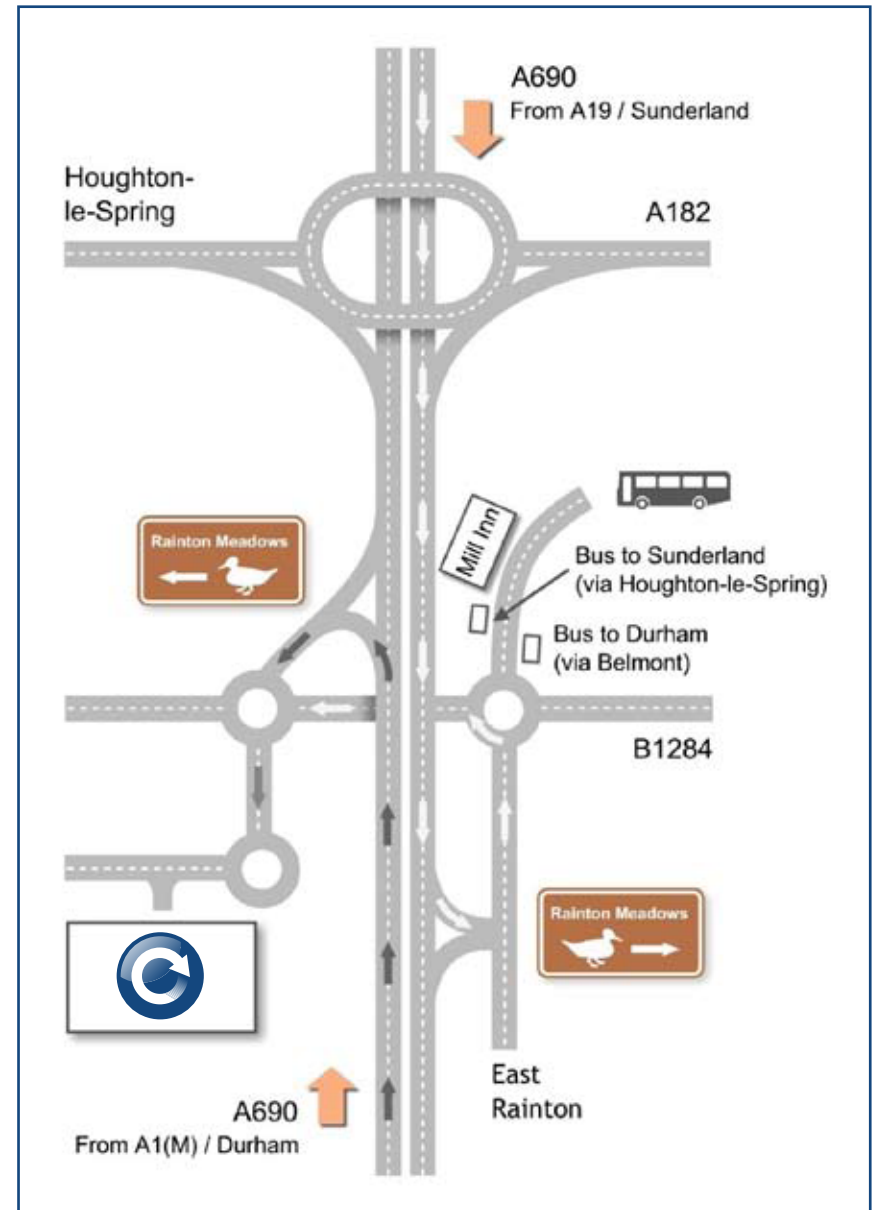 A690
From A19 / Sunderland
Houghton-
le-Spring
A182
Rainton Meadows
Mill Inn
Bus to Sunderland
(via Houghton-le-Spring)
Bus to Durham
(via Belmont)
B1284
Rainton Meadows
East
Rainton
A690
From A1(M) / Durham